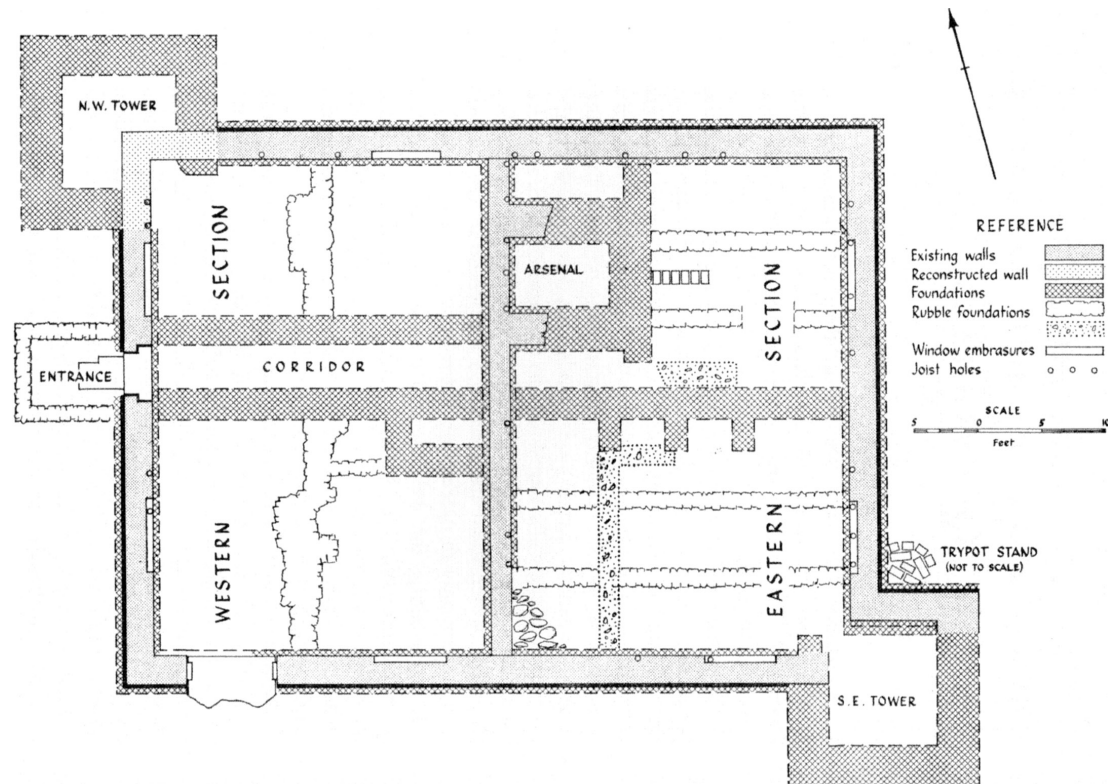 N.W. TOWER
SECTION
ARSENAL
SECTION
ENTRANCE
CORRIDOR
WESTERN
EASTERN
S.E. TOWER
TRYPOT STAND
(NOT TO SCALE)
REFERENCE
Existing walls
Reconstructed wall
Foundations
Rubble foundations
Window embrasures
Joist holes
SCALE
5 0 5 10
Feet